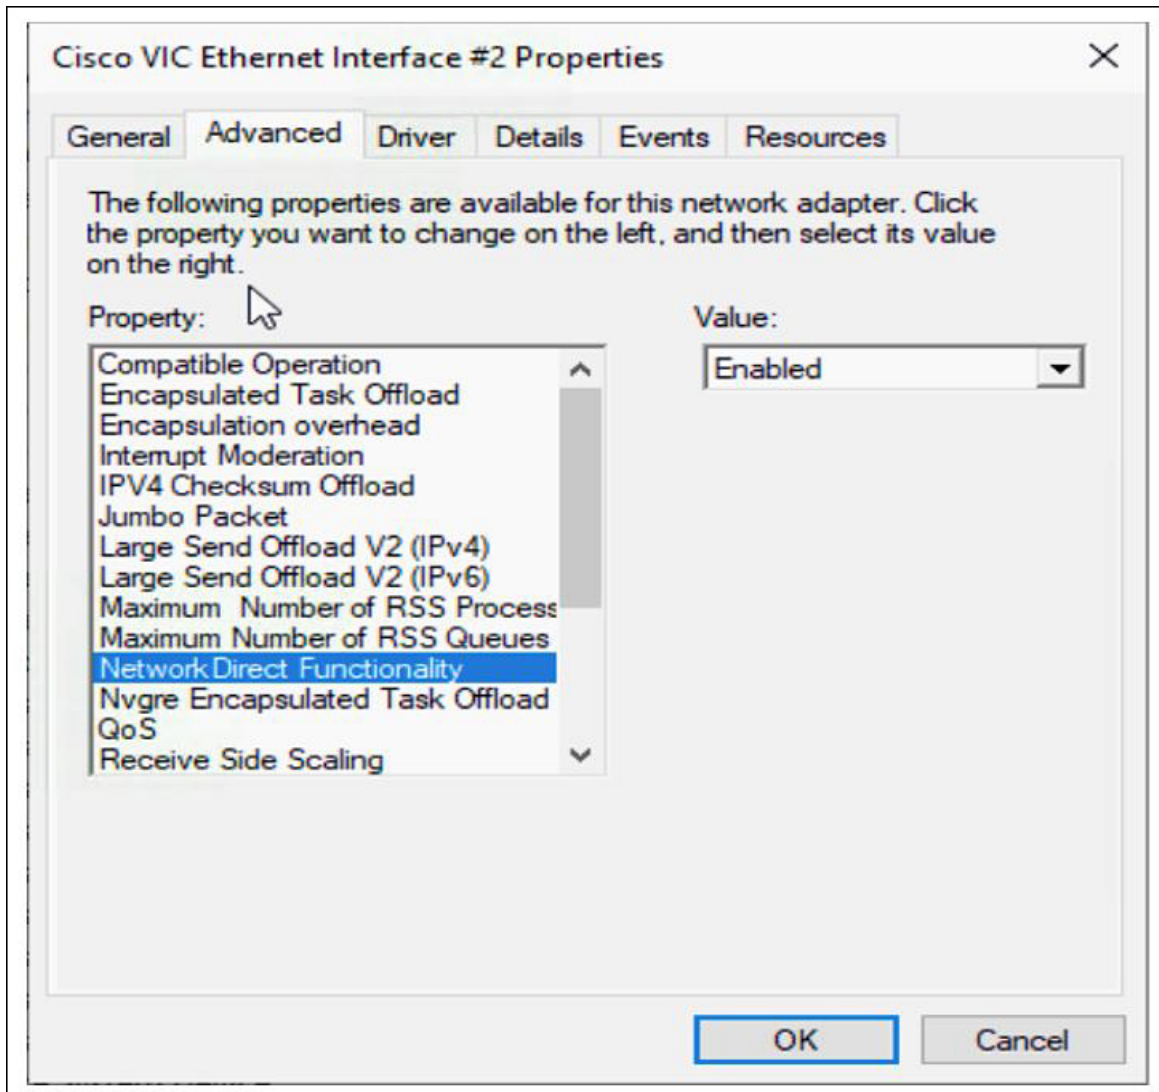 Cisco VIC Ethernet Interface #2 Properties
General Advanced Driver Details Events Resources
The following properties are available for this network adapter. Click
the property you want to change on the left, and then select its value
on the right.
Property: Value:
Compatible Operation
Enabled
Encapsulated Task Offload
Encapsulation overhead
Interrupt Moderation
IPV4 Checksum Offload
Jumbo Packet
Large Send Offload V2 (IPv4)
Large Send Offload V2 (IPv6)
Maximum Number of RSS Process
Maximum Number of RSS Queues
NetworkDirect Functionality
Nvgre Encapsulated Task Offload
QoS
Receive Side Scaling
OK Cancel